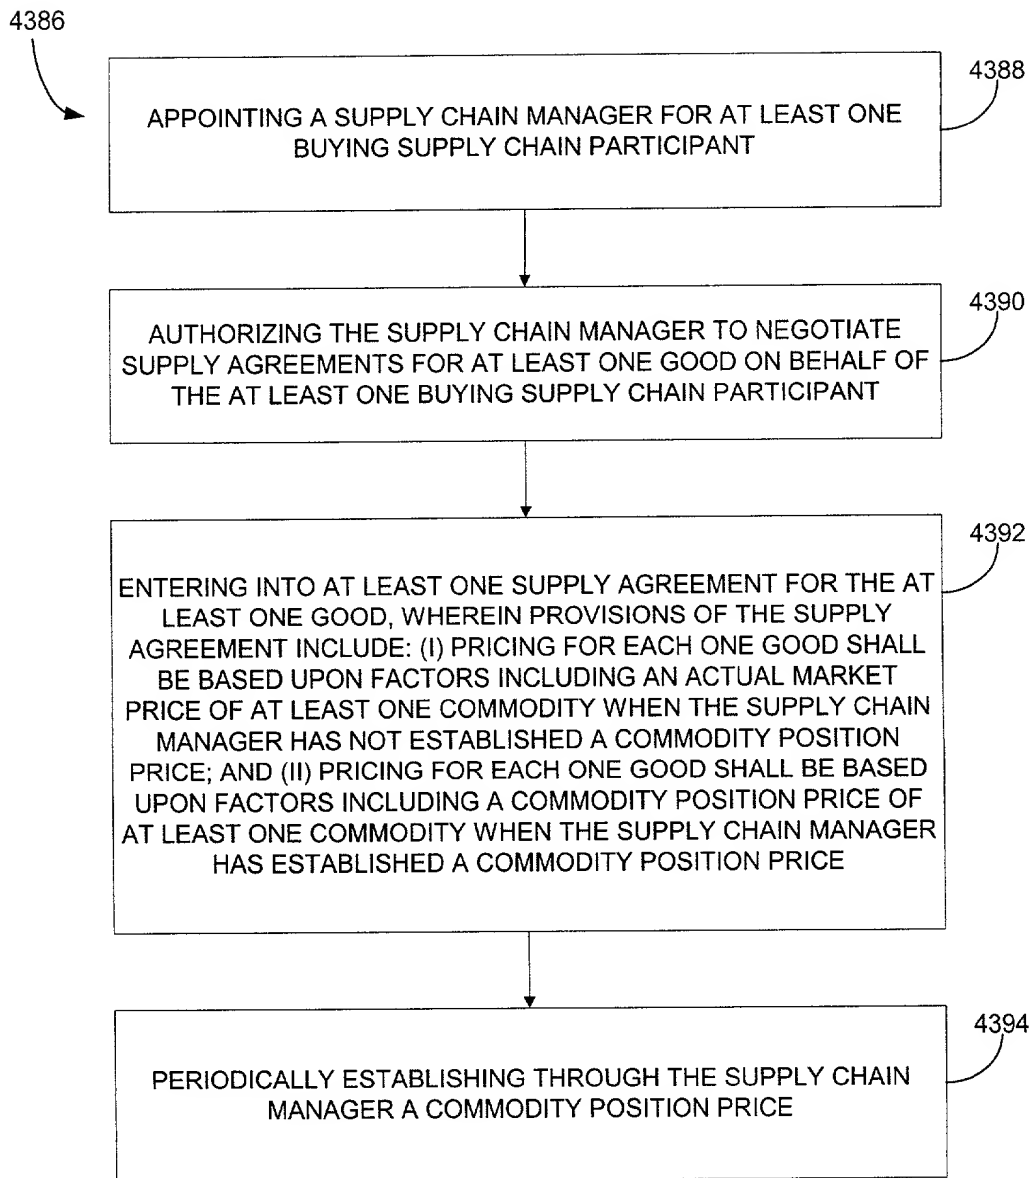 4386
4388
APPOINTING A SUPPLY CHAIN MANAGER FOR AT LEAST ONE
BUYING SUPPLY CHAIN PARTICIPANT
4390
AUTHORIZING THE SUPPLY CHAIN MANAGER TO NEGOTIATE
SUPPLY AGREEMENTS FOR AT LEAST ONE GOOD ON BEHALF OF
THE AT LEAST ONE BUYING SUPPLY CHAIN PARTICIPANT
4392
ENTERING INTO AT LEAST ONE SUPPLY AGREEMENT FOR THE AT
LEAST ONE GOOD, WHEREIN PROVISIONS OF THE SUPPLY
AGREEMENT INCLUDE: (I) PRICING FOR EACH ONE GOOD SHALL
BE BASED UPON FACTORS INCLUDING AN ACTUAL MARKET
PRICE OF AT LEAST ONE COMMODITY WHEN THE SUPPLY CHAIN
MANAGER HAS NOT ESTABLISHED A COMMODITY POSITION
PRICE; AND (II) PRICING FOR EACH ONE GOOD SHALL BE BASED
UPON FACTORS INCLUDING A COMMODITY POSITION PRICE OF
AT LEAST ONE COMMODITY WHEN THE SUPPLY CHAIN MANAGER
HAS ESTABLISHED A COMMODITY POSITION PRICE
4394
PERIODICALLY ESTABLISHING THROUGH THE SUPPLY CHAIN
MANAGER A COMMODITY POSITION PRICE